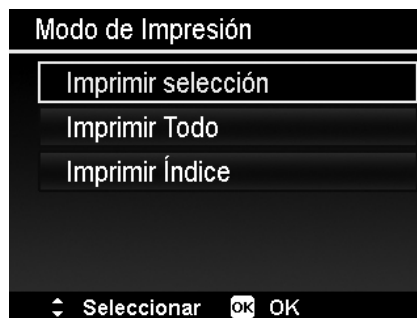 Modo de Impresión
Imprimir selección
Imprimir Todo
Imprimir Índice
Seleccionar OK OK